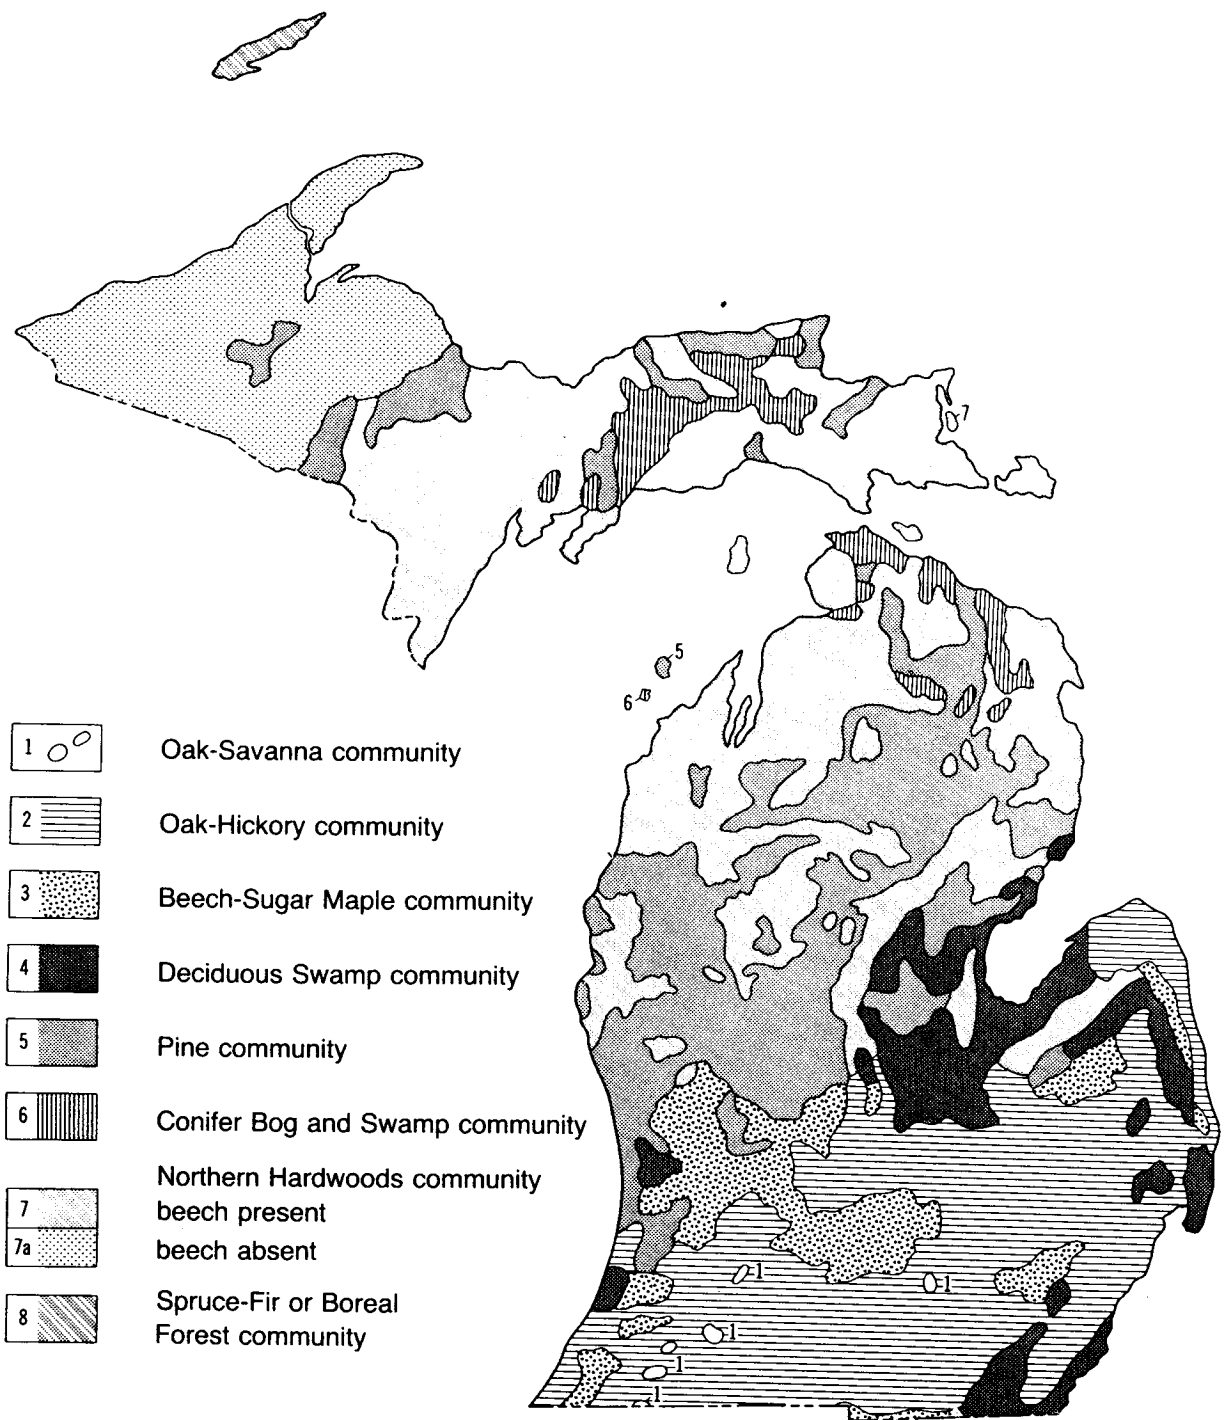 7
5
6
1 Oak-Savanna community
2 Oak-Hickory community
3 Beech-Sugar Maple community
4 Deciduous Swamp community
5 Pine community
6 Conifer Bog and Swamp community
Northern Hardwoods community
7 beech present
7a beech absent
8 Spruce-Fir or Boreal
Forest community
1
1
1
1
1